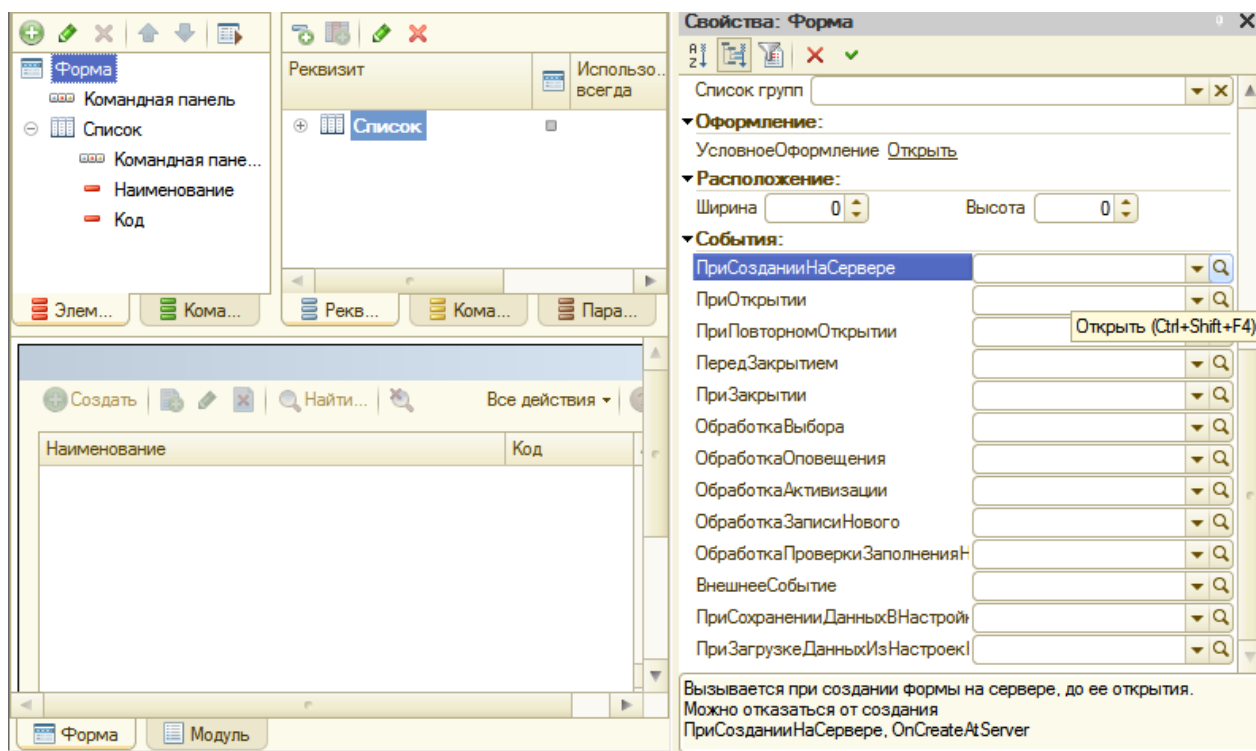 Форма
Командная панель
Список
Командная пане...
Наименование
Код
Элем...
Кома...
Реквизит
Использо..
всегда
Список
Рекв...
Кома...
Пара...
Создать
Найти...
Все действия
Наименование
Код
Форма
Модуль
Свойства: Форма
Список групп
Оформление:
УсловноеОформление Открыть
Расположение:
Ширина 0 Высота 0
События:
ПриСозданииНаСервере
ПриОткрытии
Открыть (Ctrl+Shift+F4)
ПриПовторномОткрытии
ПередЗакрытием
ПриЗакрытии
ОбработкаВыбора
ОбработкаОповещения
ОбработкаАктивизации
ОбработкаЗаписиНового
ОбработкаПроверкиЗаполненияН
ВнешнееСобытие
ПриСохраненииДанныхВНастрой
ПриЗагрузкеДанныхИзНастроек
Вызывается при создании формы на сервере, до ее открытия.
Можно отказаться от создания
ПриСозданииНаСервере, OnCreateAtServer